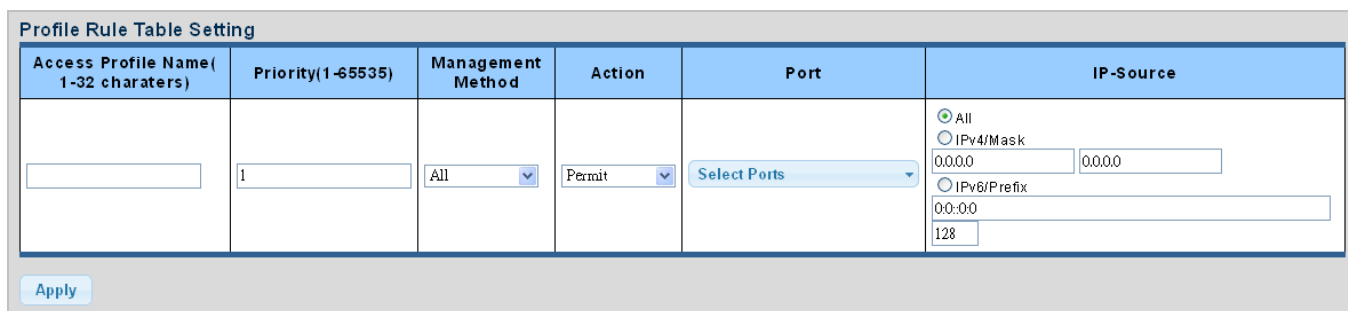 Profile Rule Table Setting
Access Profile Name(
1-32 charaters)
Priority(1-65535)
Management
Method
Action
Port
IP-Source
1
All
Permit
Select Ports
All
IPv4/Mask
0.0.0.0 0.0.0.0
IPv6/Prefix
0:0::0:0
128
Apply